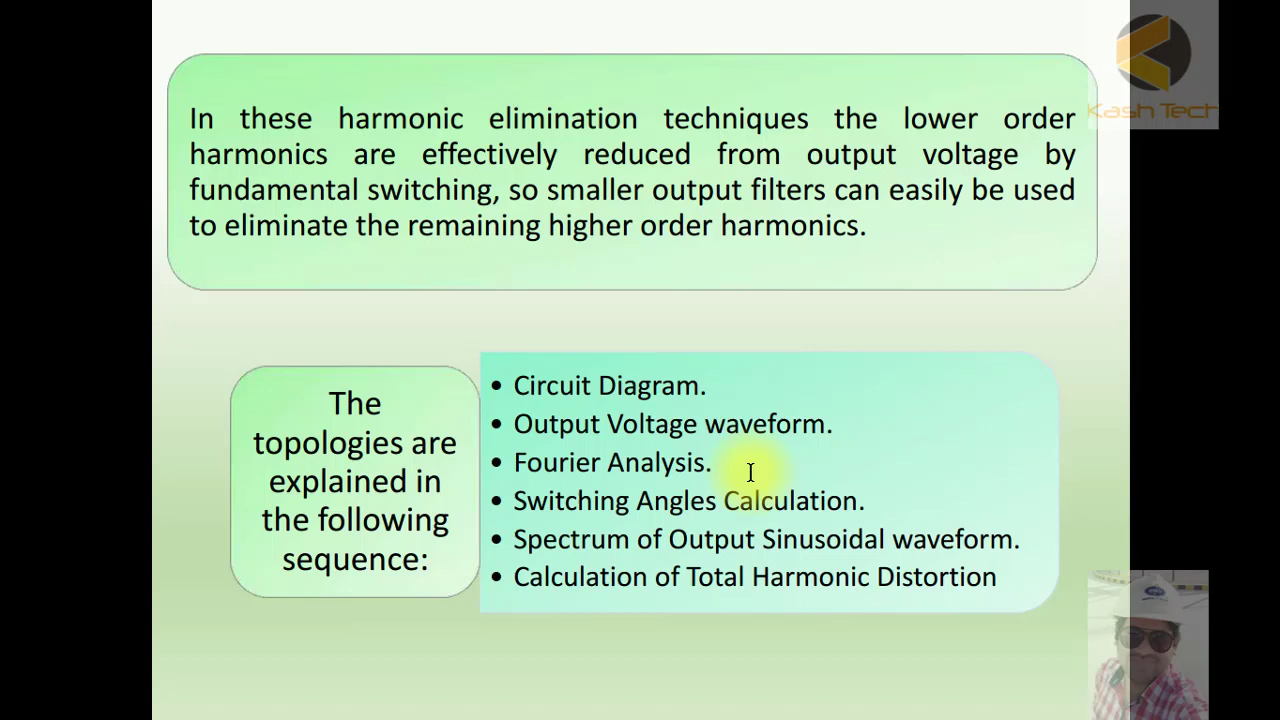 Kash Tech
In these harmonic elimination techniques the lower order
harmonics are effectively reduced from output voltage by
fundamental switching, so smaller output filters can easily be used
to eliminate the remaining higher order harmonics.
The
topologies are
explained in
the following
sequence:
• Circuit Diagram.
• Output Voltage waveform.
• Fourier Analysis.
• Switching Angles Calculation.
• Spectrum of Output Sinusoidal waveform.
• Calculation of Total Harmonic Distortion